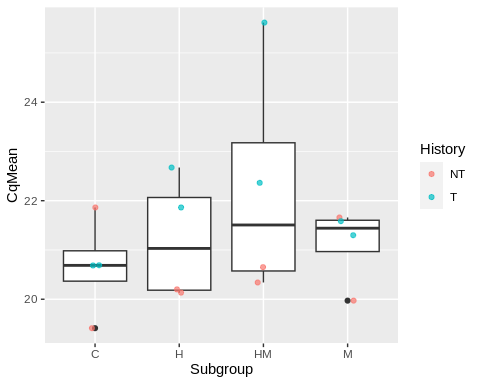 CqMean
24
22
20
C H HM M
Subgroup
History
NT
T